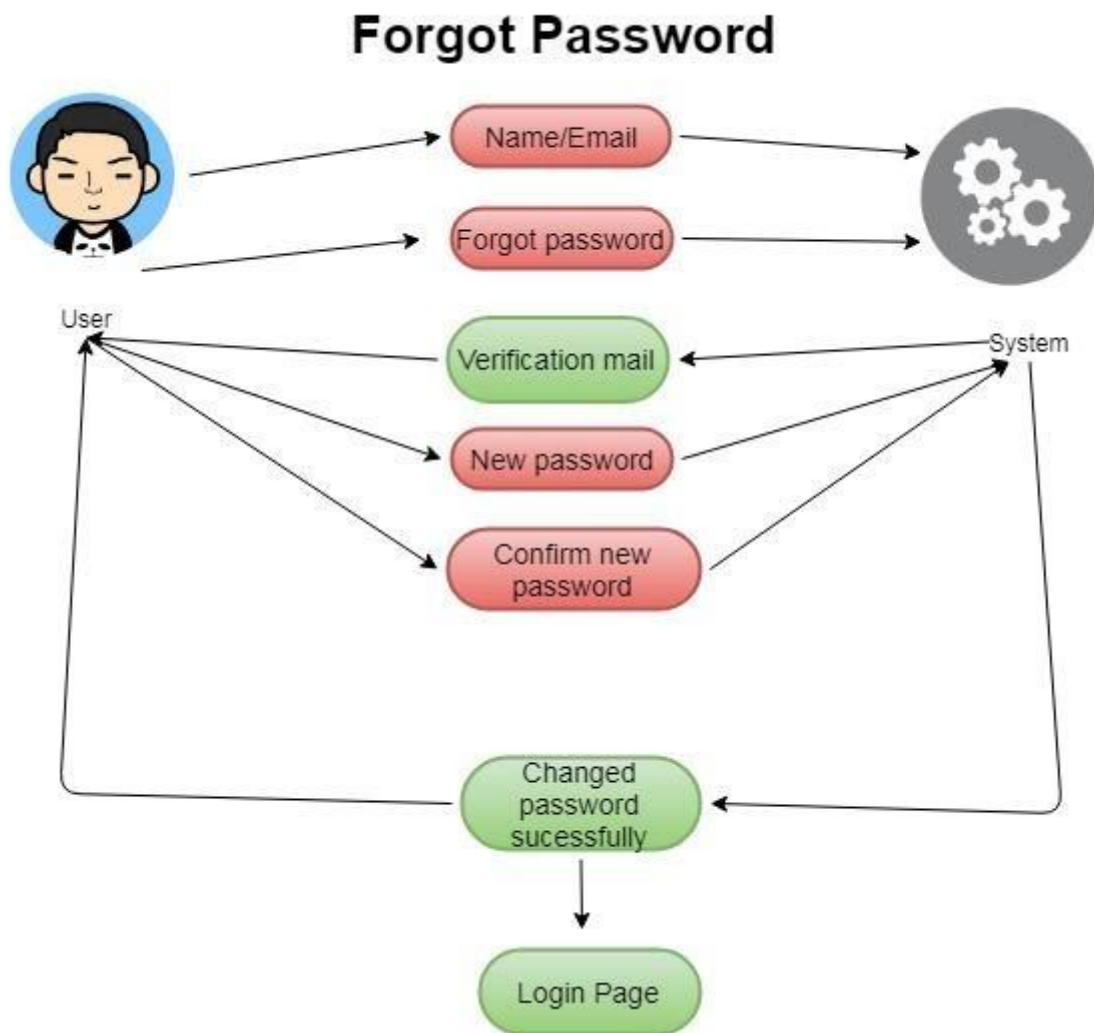 Forgot Password
Name/Email
Forgot password
User
Verification mail
System
New password
Confirm new
password
Changed
password
sucessfully
Login Page